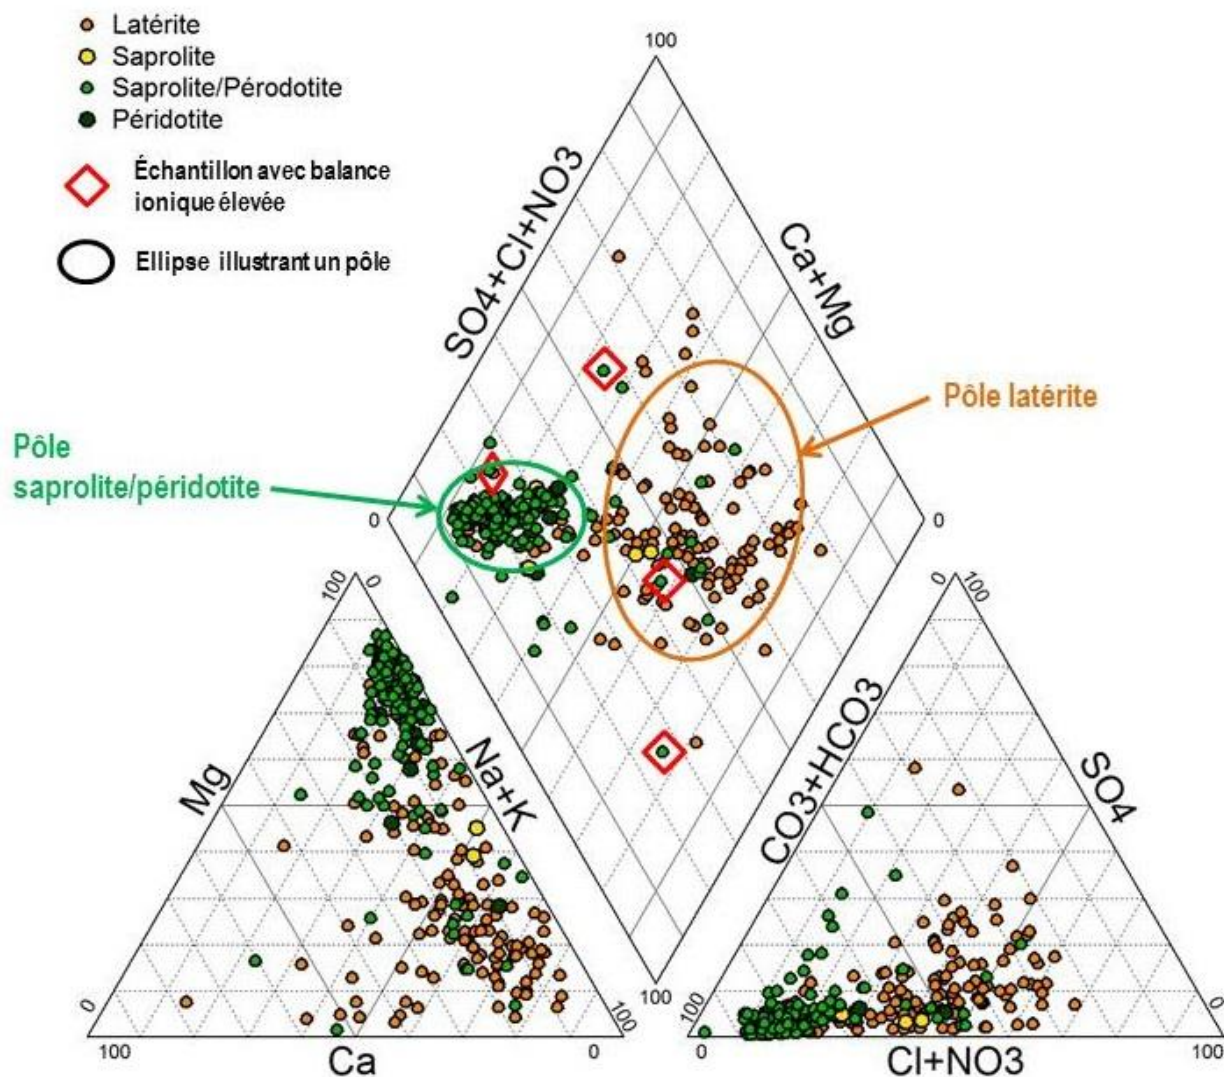 Latérite
Saprolite
Saprolite/Pérodotite
Péridotite
Échantillon avec balance
ionique élevée
Ellipse illustrant un pôle
100
SO4+Cl+NO3
Ca+Mg
Pôle latérite
Pôle
saprolite/péridotite
0
0
100
0
0
100
Mg
Na+K
CO3+HCO3
SO4
0
100
100
100
0
100
0
0
100
Ca
Cl+NO3